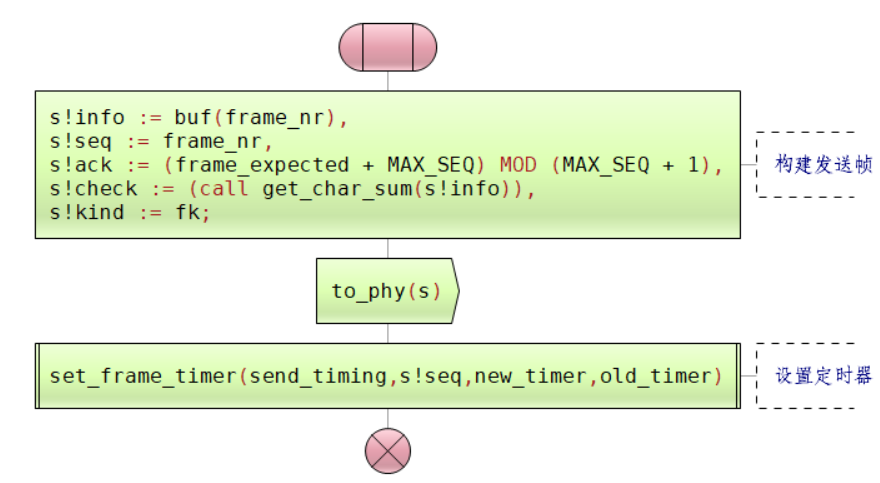 s!info := buf(frame_nr),
s!seq := frame_nr,
s!ack := (frame_expected + MAX_SEQ) MOD (MAX_SEQ + 1),
s!check := (call get_char_sum(s!info)),
s!kind := fk;
构建发送帧
to_phy(s)
set_frame_timer(send_timing,s!seq,new_timer,old_timer)
设置定时器